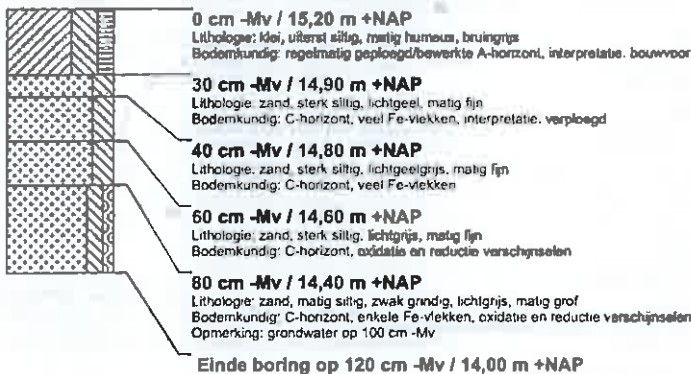 0 cm -Mv / 15,20 m +NAP
Lithologie: klei, uiterst siltig, matig humeus, bruingrijs
Bodemkundig: regelmatig geploegd/bewerkte A-horizont, interpretatie. bouwvoor
30 cm -Mv / 14,90 m +NAP
Lithologie: zand, sterk siltig, lichtgeel, matig fijn
Bodemkundig: C-horizont, veel Fe-vlekken, interpretatie. verploegd
40 cm -Mv / 14,80 m +NAP
Lithologie: zand, sterk siltig, lichtgeelgrijs, matig fijn
Bodemkundig: C-horizont, veel Fe-vlekken
60 cm -Mv / 14,60 m +NAP
Lithologie: zand, sterk siltig, lichtgrijs, matig fijn
Bodemkundig: C-horizont, oxidatie en reductie verschijnselen
80 cm -Mv / 14,40 m +NAP
Lithologie: zand, matig siltig, zwak grindig, lichtgrijs, matig grof
Bodemkundig: C-horizont, enkele Fe-vlekken, oxidatie en reductie verschijnselen
Opmerking: grondwater op 100 cm -Mv
Einde boring op 120 cm -Mv / 14,00 m +NAP